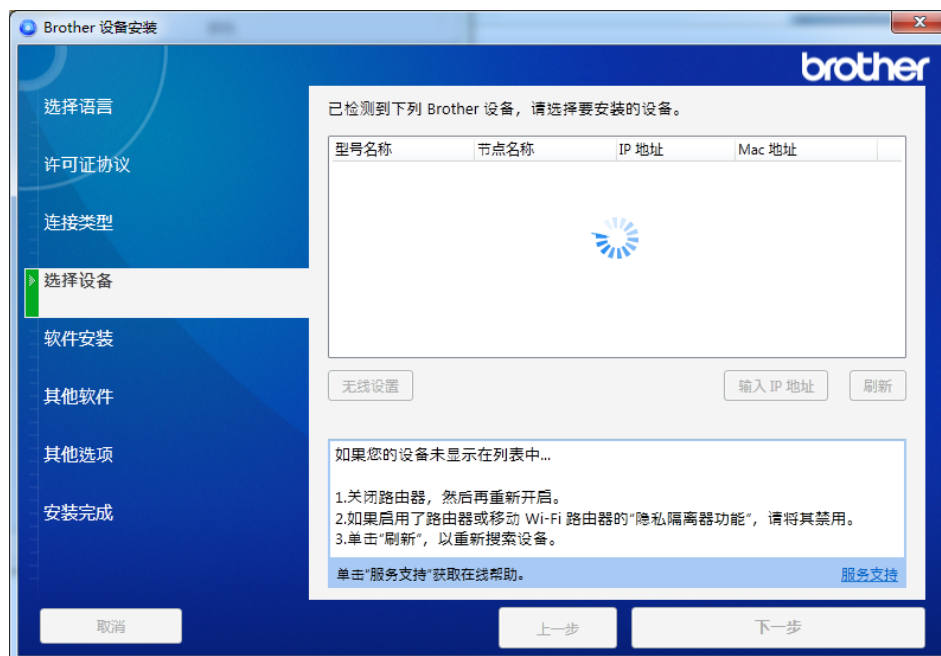 Brother 设备安装
brother
选择语言
许可证协议
连接类型
选择设备
软件安装
其他软件
其他选项
安装完成
已检测到下列 Brother 设备，请选择要安装的设备。
型号名称 节点名称 IP 地址 Mac 地址
无线设置 输入 IP 地址 刷新
如果您的设备未显示在列表中...
1.关闭路由器，然后再重新开启。
2.如果启用了路由器或移动 Wi-Fi 路由器的“隐私隔离器功能”，请将其禁用。
3.单击“刷新”，以重新搜索设备。
单击“服务支持”获取在线帮助。 服务支持
取消 上一步 下一步